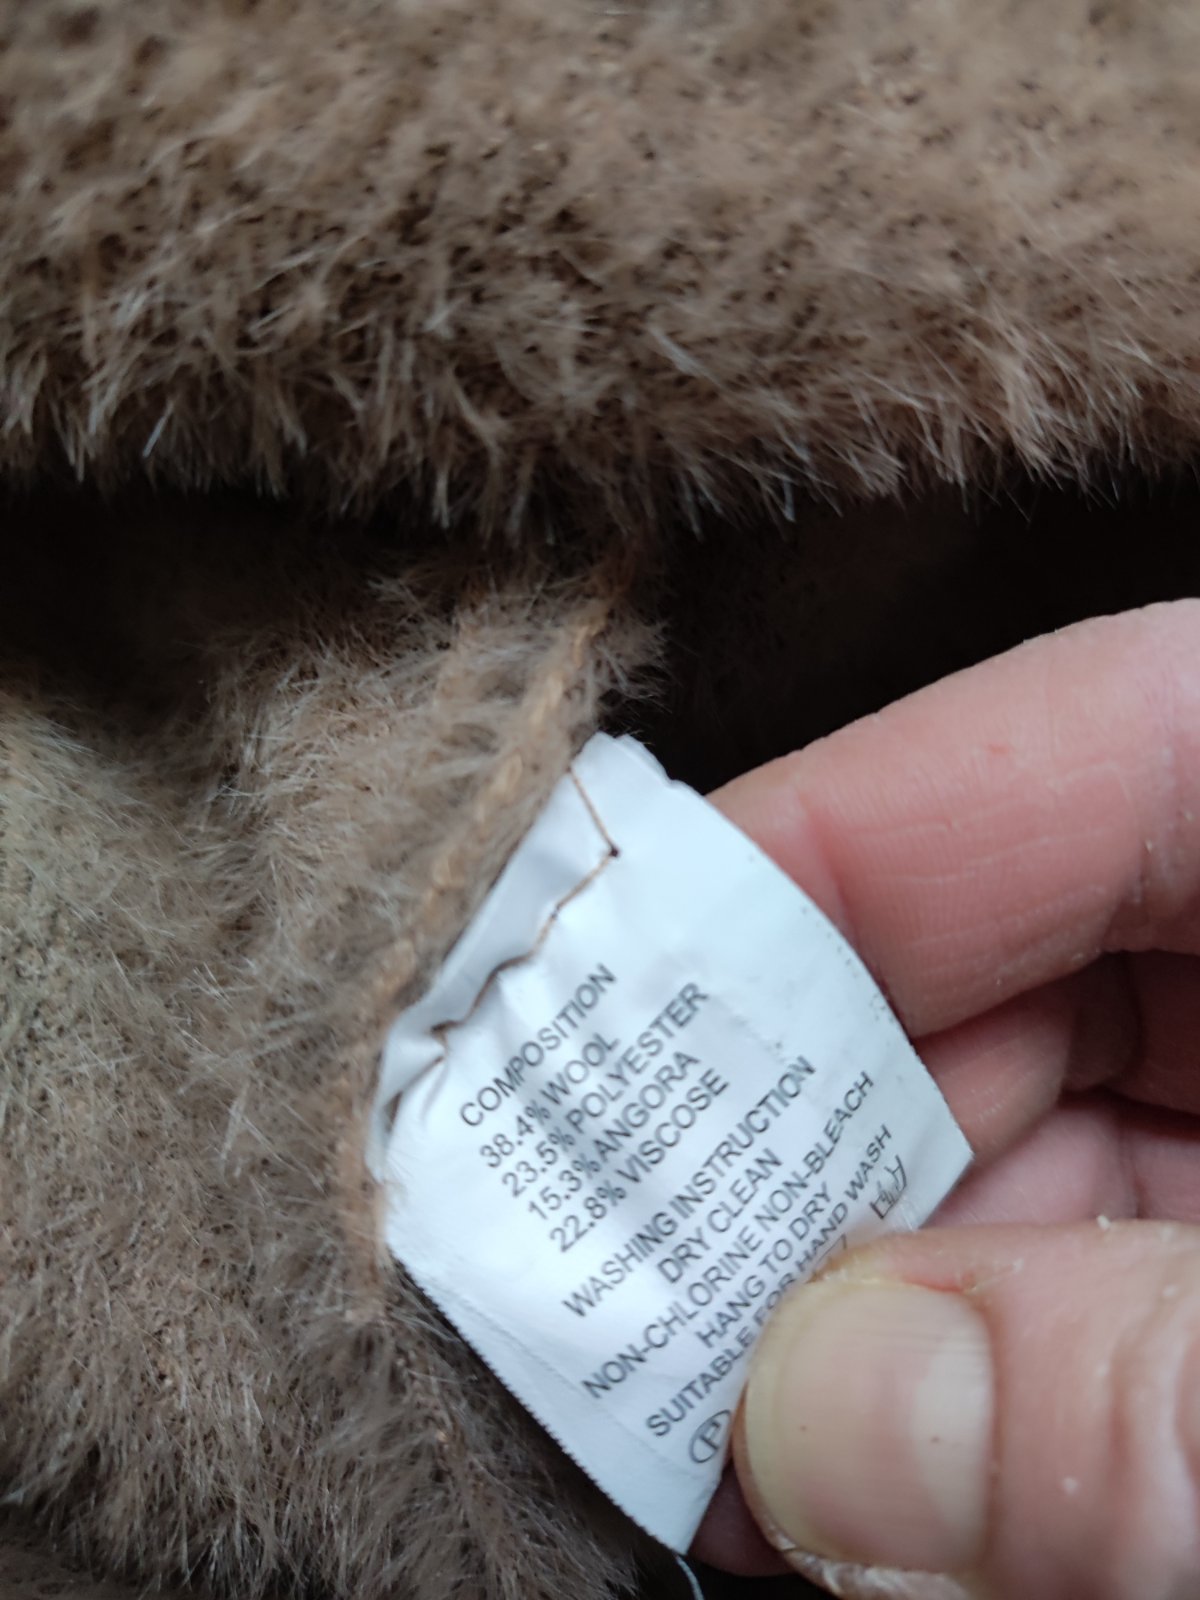 COMPOSITION
38.4% WOOL
23.5% POLYESTER
15.3% ANGORA
22.8% VISCOSE
WASHING INSTRUCTION
DRY CLEAN
NON-CHLORINE NON-BLEACH
HANG TO DRY
SUITABLE FOR HAND WASH
P